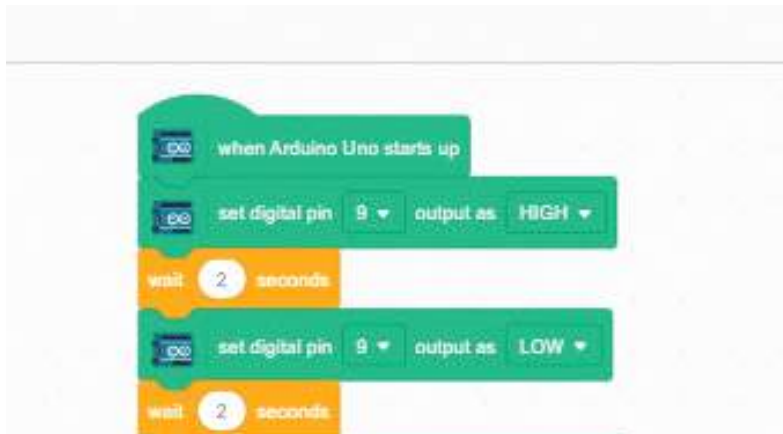 when Arduino Uno starts up
set digital pin 9 output as HIGH
wait 2 seconds
set digital pin 9 output as LOW
wait 2 seconds